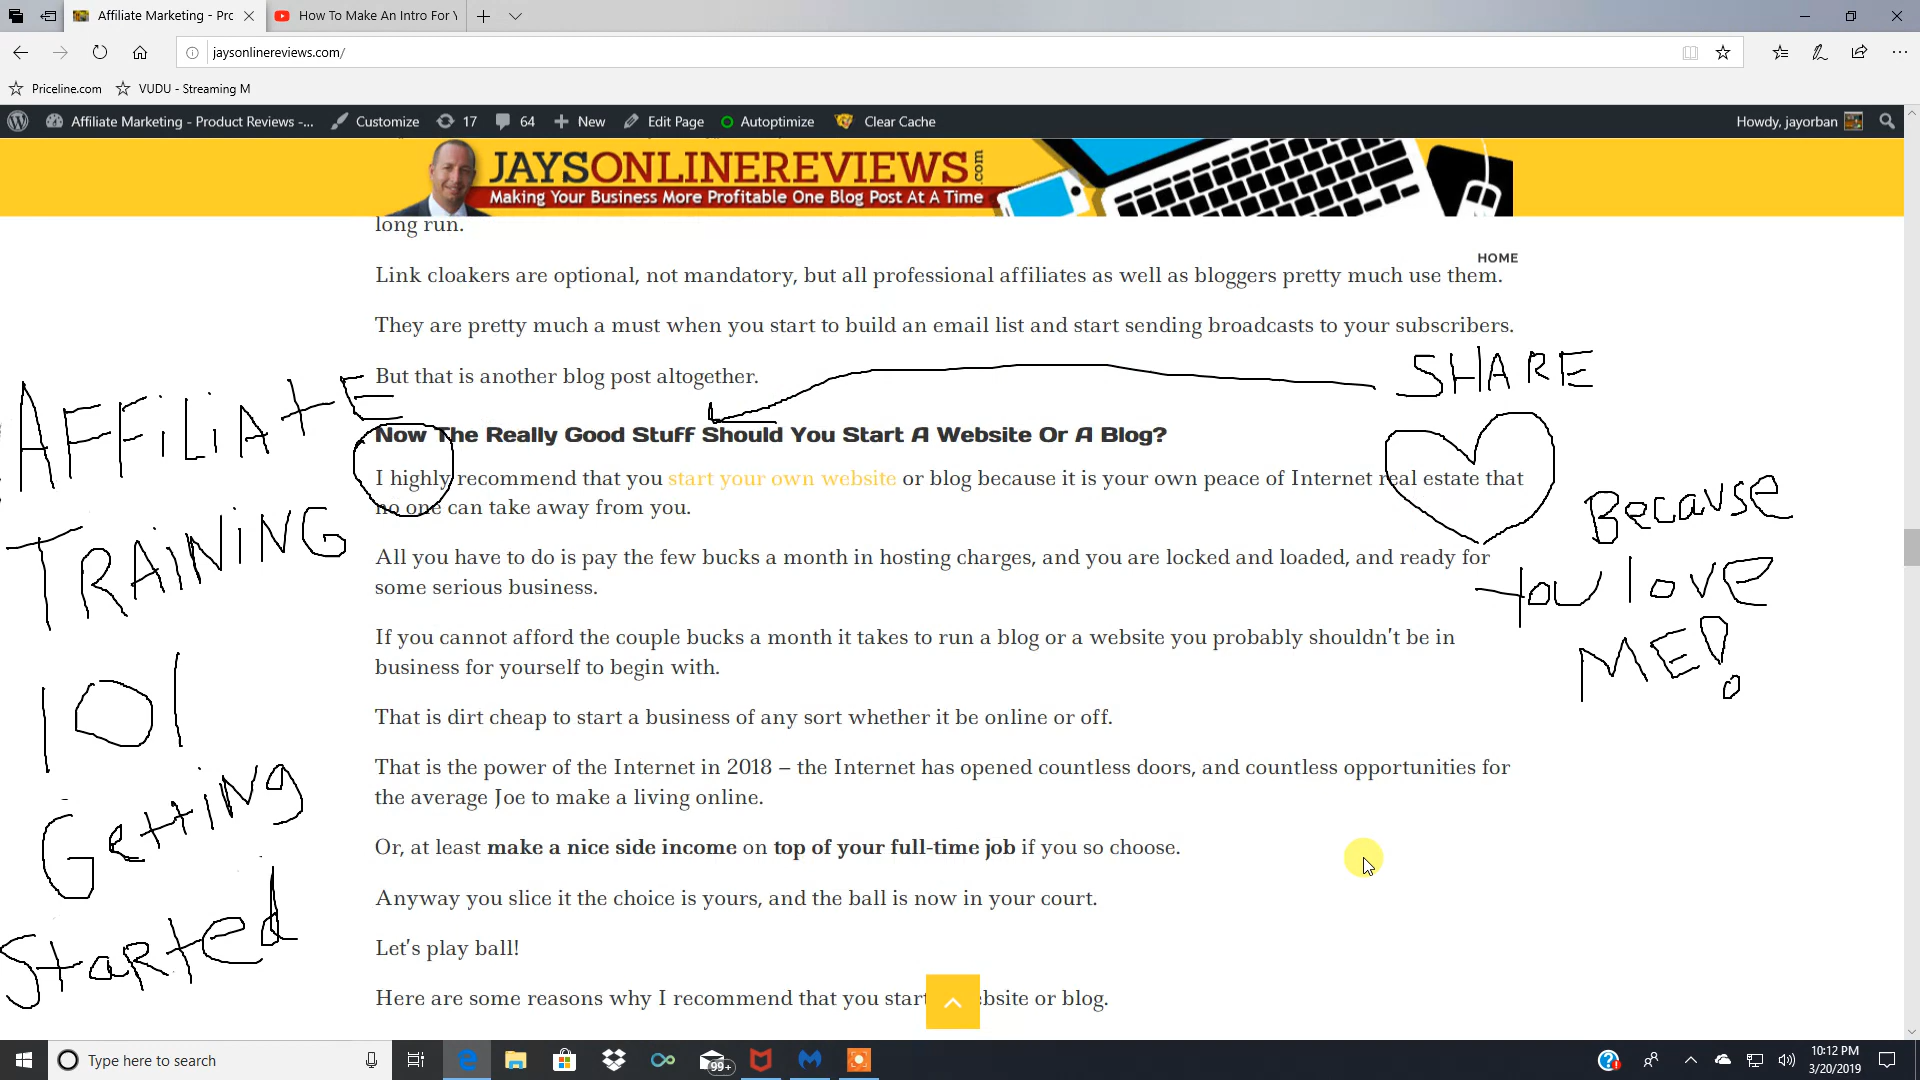 Affiliate Marketing - Prc
How To Make An Intro For Y
jaysonlinereviews.com/
Priceline.com
VUDU - Streaming M
Affiliate Marketing - Product Reviews -...
Customize
17
64
New
Edit Page
Autoptimize
Clear Cache
Howdy, jayorban
JAYSONLINEREVIEWS.com
Making Your Business More Profitable One Blog Post At A Time
long run.
HOME
Link cloakers are optional, not mandatory, but all professional affiliates as well as bloggers pretty much use them.
They are pretty much a must when you start to build an email list and start sending broadcasts to your subscribers.
But that is another blog post altogether.
SHARE
AFFiLiAtE
TRAiNiNG
101
Getting
Started
Now The Really Good Stuff Should You Start A Website Or A Blog?
I highly recommend that you start your own website or blog because it is your own peace of Internet real estate that
no one can take away from you.
Because
You love
ME!
All you have to do is pay the few bucks a month in hosting charges, and you are locked and loaded, and ready for
some serious business.
If you cannot afford the couple bucks a month it takes to run a blog or a website you probably shouldn't be in
business for yourself to begin with.
That is dirt cheap to start a business of any sort whether it be online or off.
That is the power of the Internet in 2018 – the Internet has opened countless doors, and countless opportunities for
the average Joe to make a living online.
Or, at least make a nice side income on top of your full-time job if you so choose.
Anyway you slice it the choice is yours, and the ball is now in your court.
Let's play ball!
Here are some reasons why I recommend that you start website or blog.
Type here to search
99+
10:12 PM
3/20/2019